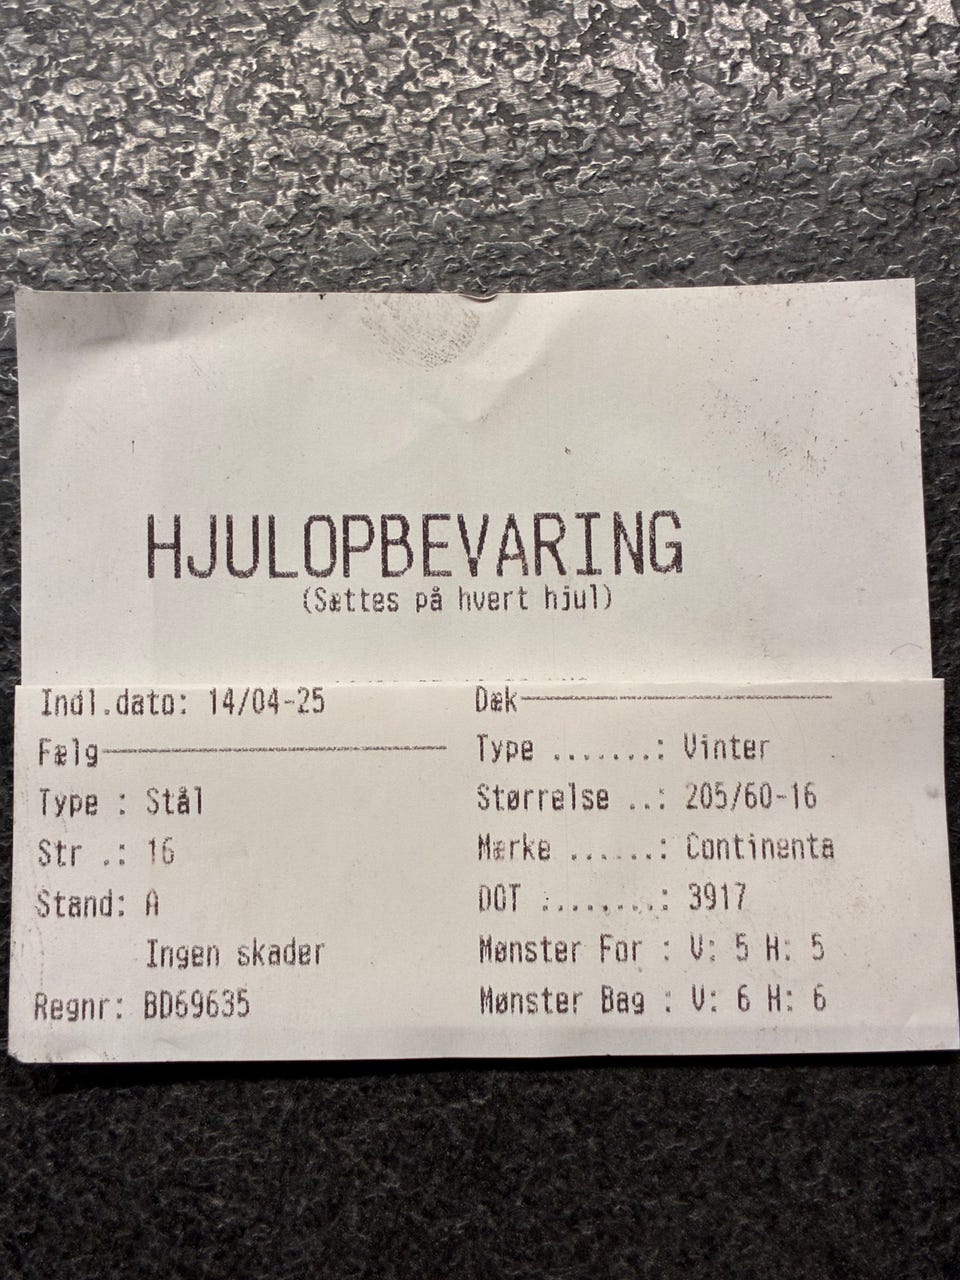 HJULOPBEVARING
(Sættes på hvert hjul)
Indl.dato: 14/04-25
Fælg
Type : Stål
Str .: 16
Stand: A
Ingen skader
Regnr: BD69635
Dæk
Type .......: Vinter
Størrelse ..: 205/60-16
Mærke ......: Continenta
DOT ........: 3917
Mønster For : V: 5 H: 5
Mønster Bag : V: 6 H: 6